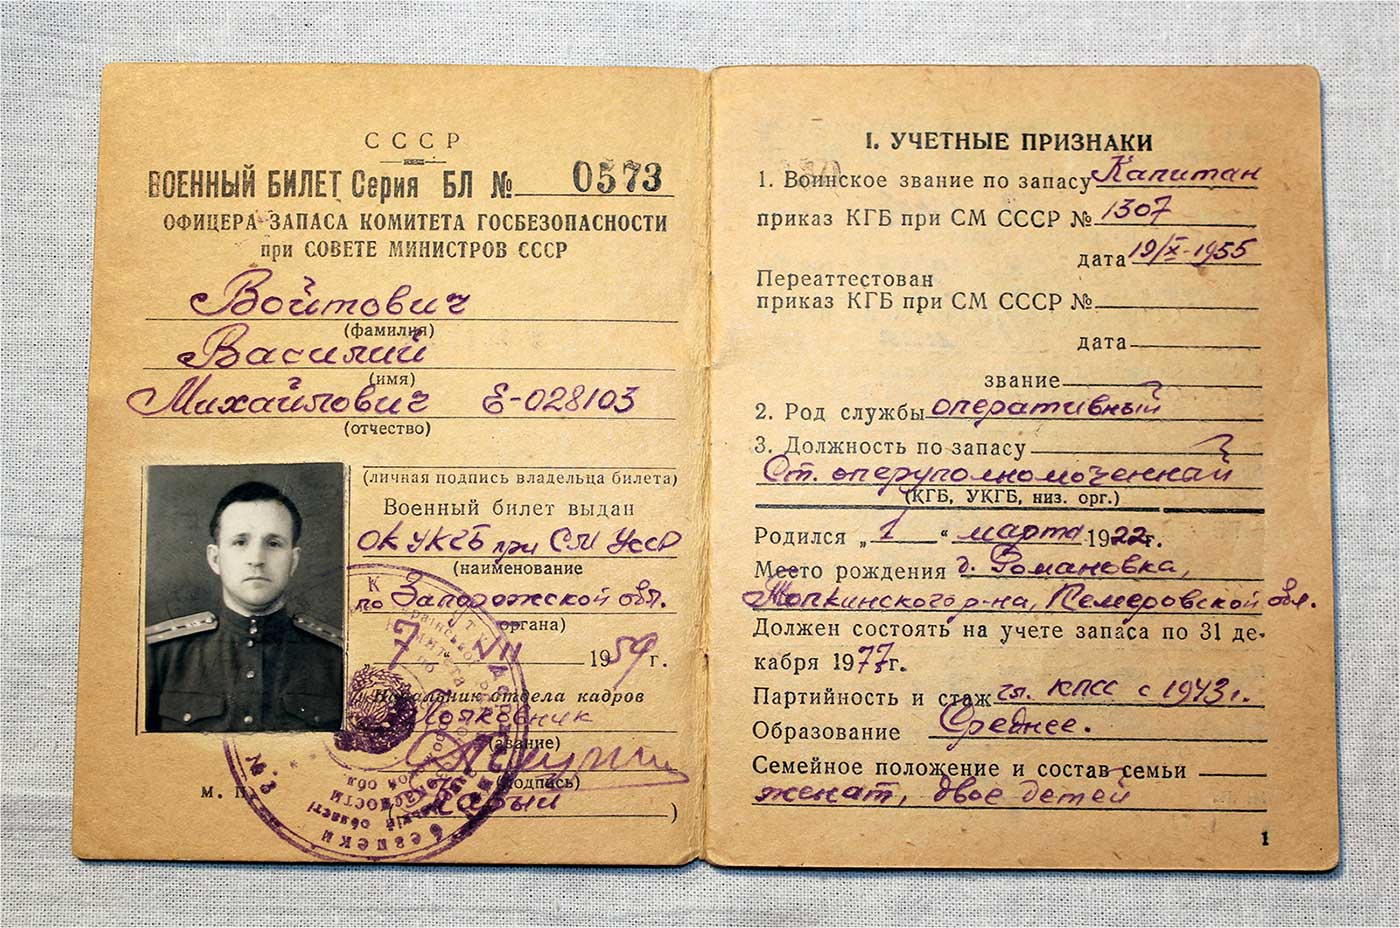 СССР
ВОЕННЫЙ БИЛЕТ Серия БЛ № 0573
ОФИЦЕРА ЗАПАСА КОМИТЕТА ГОСБЕЗОПАСНОСТИ
при СОВЕТЕ МИНИСТРОВ СССР
Войтович
(фамилия)
Василий
(имя)
Михайлович Е-028103
(отчество)
(личная подпись владельца билета)
Военный билет выдан
ОК УКГБ при СМ УССР
(наименование
по Запорожской обл.
органа)
7 VII 1959 г.
Начальник отдела кадров
Полковник
(звание)
(подпись)
М. П.
I. УЧЕТНЫЕ ПРИЗНАКИ
1. Воинское звание по запасу Капитан
приказ КГБ при СМ СССР № 1307
дата 19/X-1955
Переаттестован
приказ КГБ при СМ СССР №
дата
звание
2. Род службы оперативный
3. Должность по запасу
Ст. оперуполномоченный
(КГБ, УКГБ, низ. орг.)
Родился „1“ марта 1922 г.
Место рождения д. Романовка,
Топкинского р-на, Кемеровской обл.
Должен состоять на учете запаса по 31 де-
кабря 1977 г.
Партийность и стаж чл. КПСС с 1943 г.
Образование Среднее.
Семейное положение и состав семьи
женат, двое детей
1